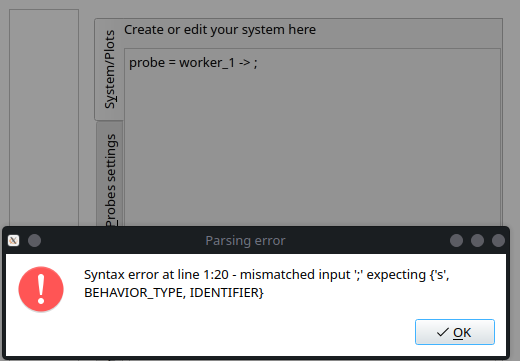 Create or edit your system here
System/Plots
probe = worker_1 -> ;
Probes settings
Parsing error
Syntax error at line 1:20 - mismatched input ';' expecting {'s',
BEHAVIOR_TYPE, IDENTIFIER}
OK